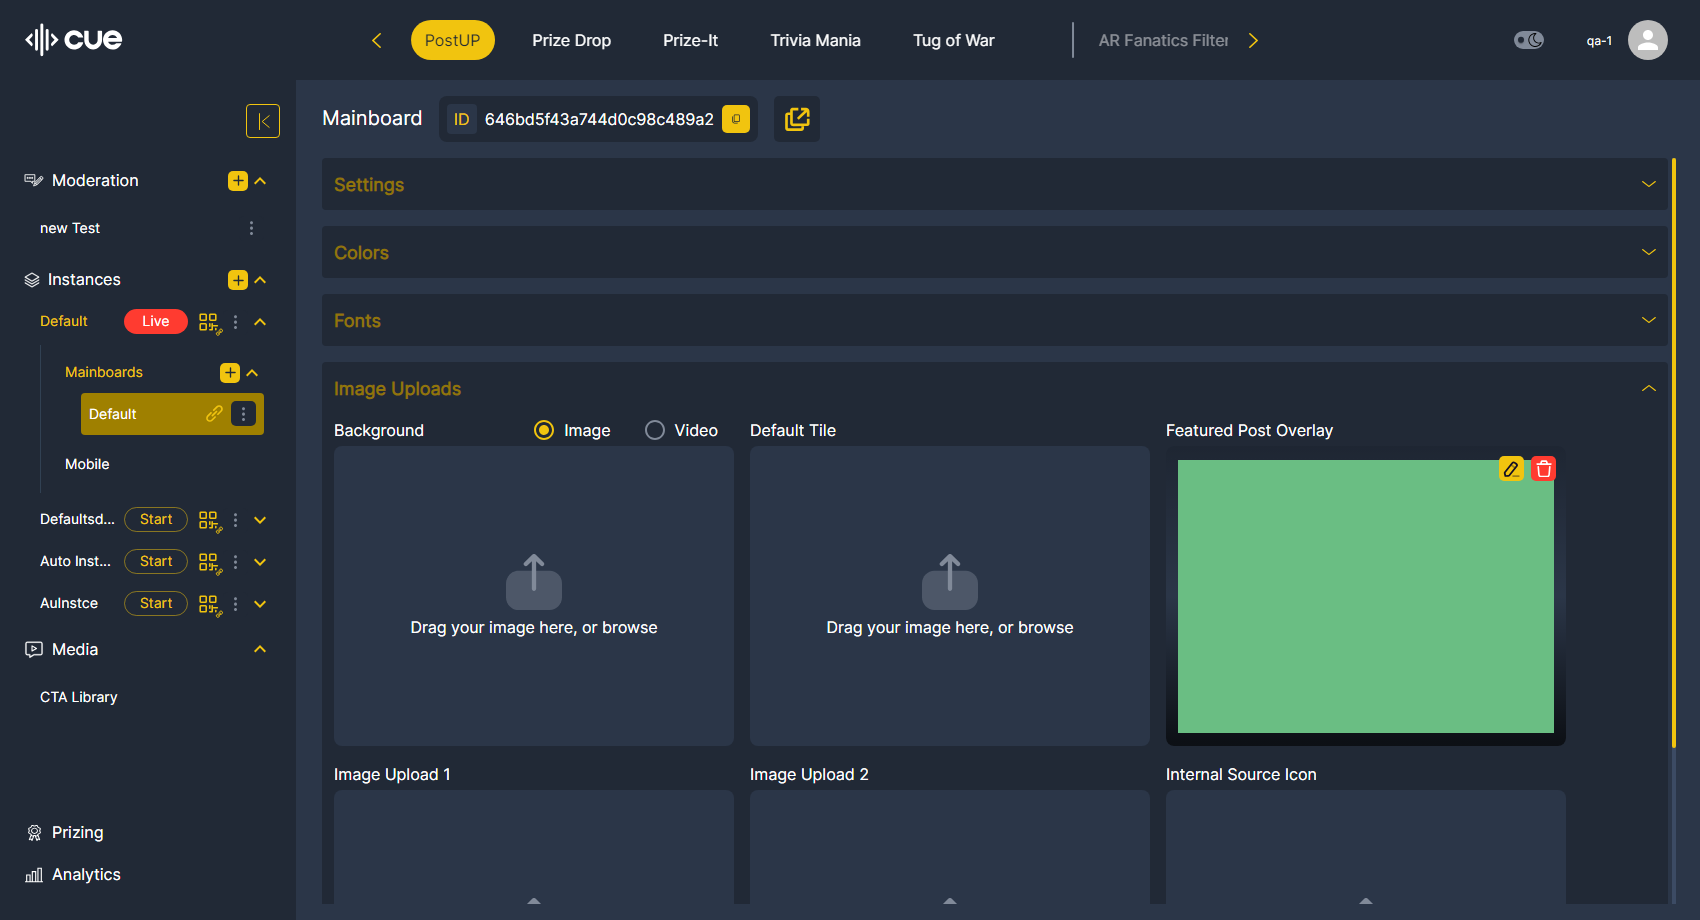 cue
PostUP
Prize Drop
Prize-It
Trivia Mania
Tug of War
AR Fanatics Filter
qa-1
Mainboard
ID
646bd5f43a744d0c98c489a2
Moderation
new Test
Instances
Default
Live
Mainboards
Default
Mobile
Defaultsd...
Start
Auto Inst...
Start
AuInstce
Start
Media
CTA Library
Prizing
Analytics
Settings
Colors
Fonts
Image Uploads
Background
Image
Video
Default Tile
Featured Post Overlay
Drag your image here, or browse
Drag your image here, or browse
Image Upload 1
Image Upload 2
Internal Source Icon